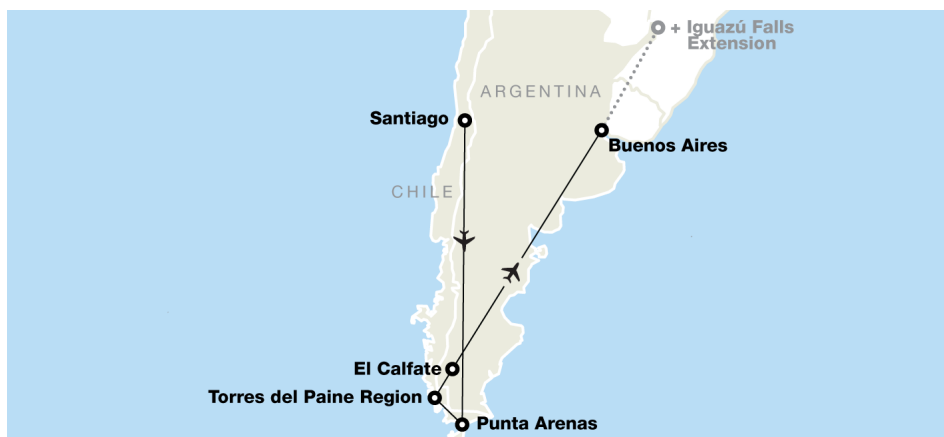 + Iguazú Falls
Extension
ARGENTINA
Santiago
Buenos Aires
CHILE
El Calfate
Torres del Paine Region
Punta Arenas